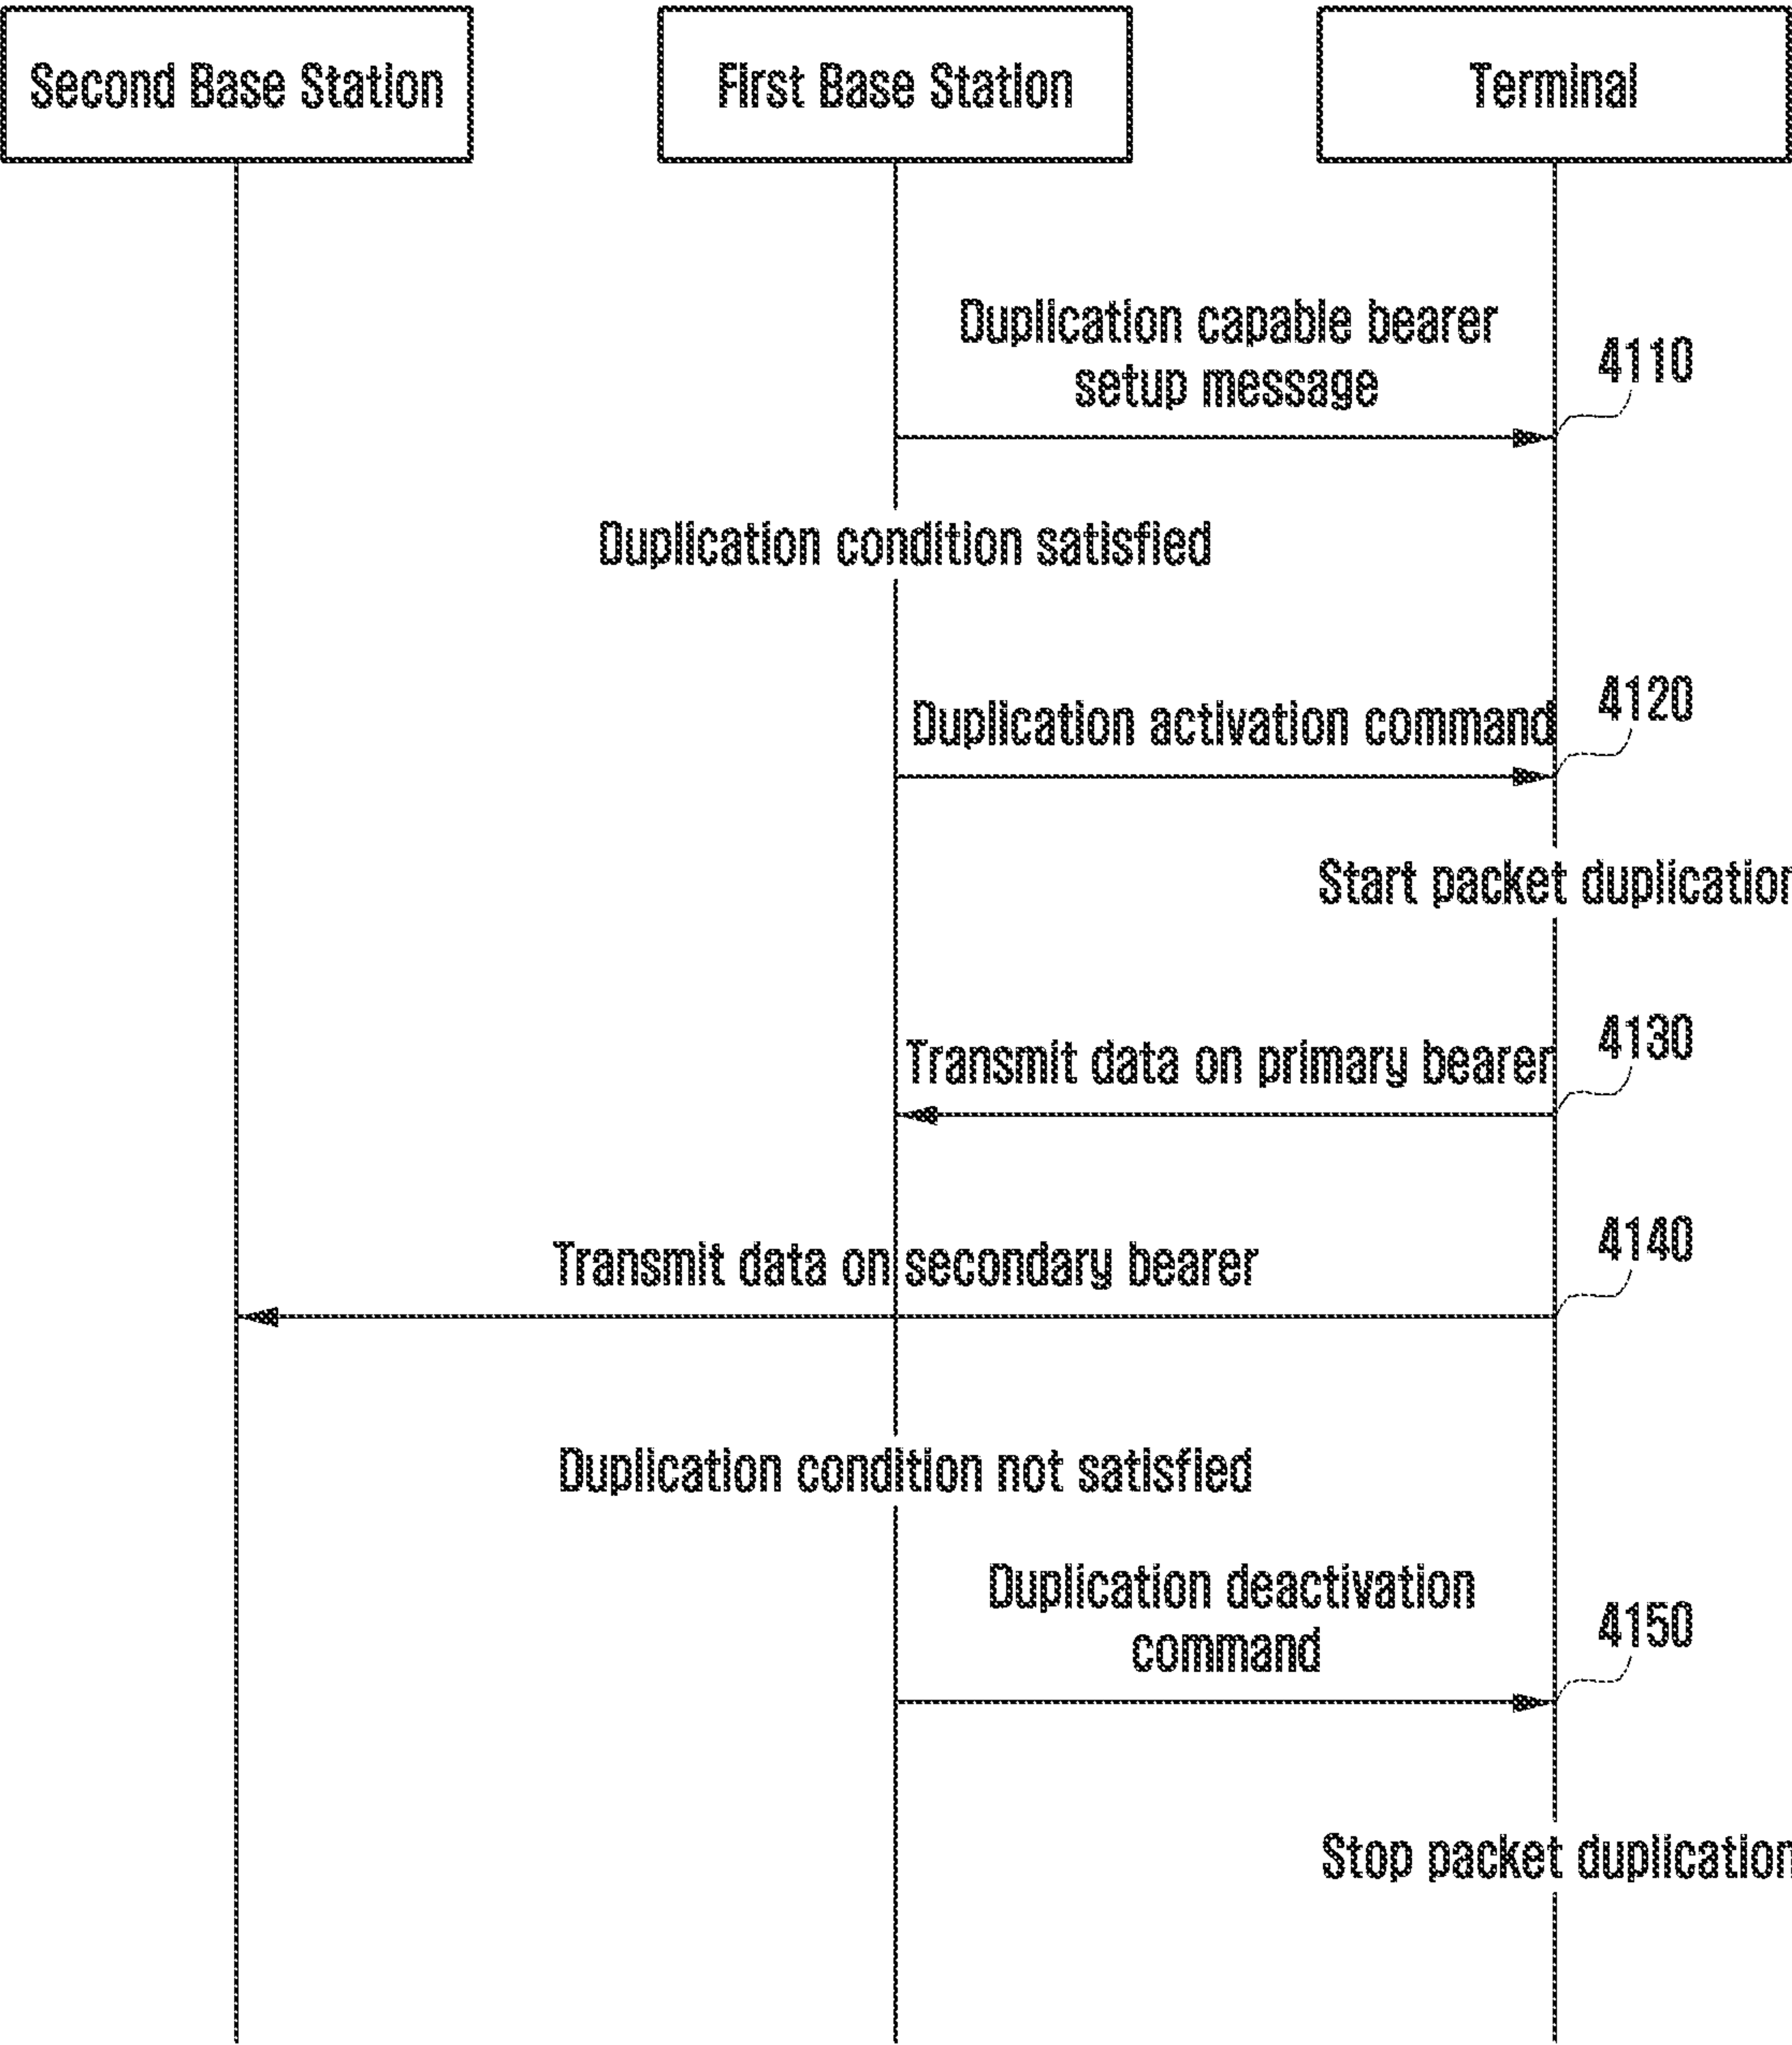 Second Base Station
First Base Station
Terminal
Duplication capable bearer
setup message
4110
Duplication condition satisfied
4120
Duplication activation command
Start packet duplication
4130
Transmit data on primary bearer
4140
Transmit data on secondary bearer
Duplication condition not satisfied
Duplication deactivation
command
4150
Stop packet duplication